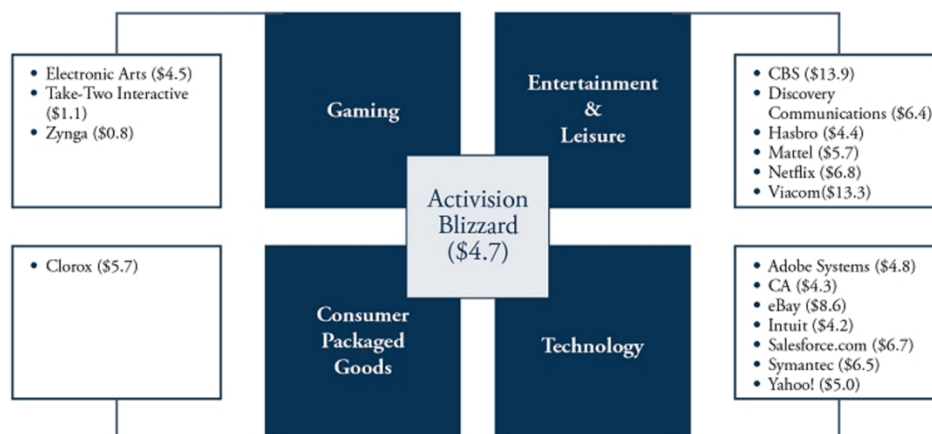 • Electronic Arts ($4.5)
• Take-Two Interactive
($1.1)
• Zynga ($0.8)
Gaming
Entertainment
&
Leisure
• CBS ($13.9)
• Discovery
Communications ($6.4)
• Hasbro ($4.4)
• Mattel ($5.7)
• Netflix ($6.8)
• Viacom($13.3)
Activision
Blizzard
($4.7)
• Clorox ($5.7)
Consumer
Packaged
Goods
Technology
• Adobe Systems ($4.8)
• CA ($4.3)
• eBay ($8.6)
• Intuit ($4.2)
• Salesforce.com ($6.7)
• Symantec ($6.5)
• Yahoo! ($5.0)